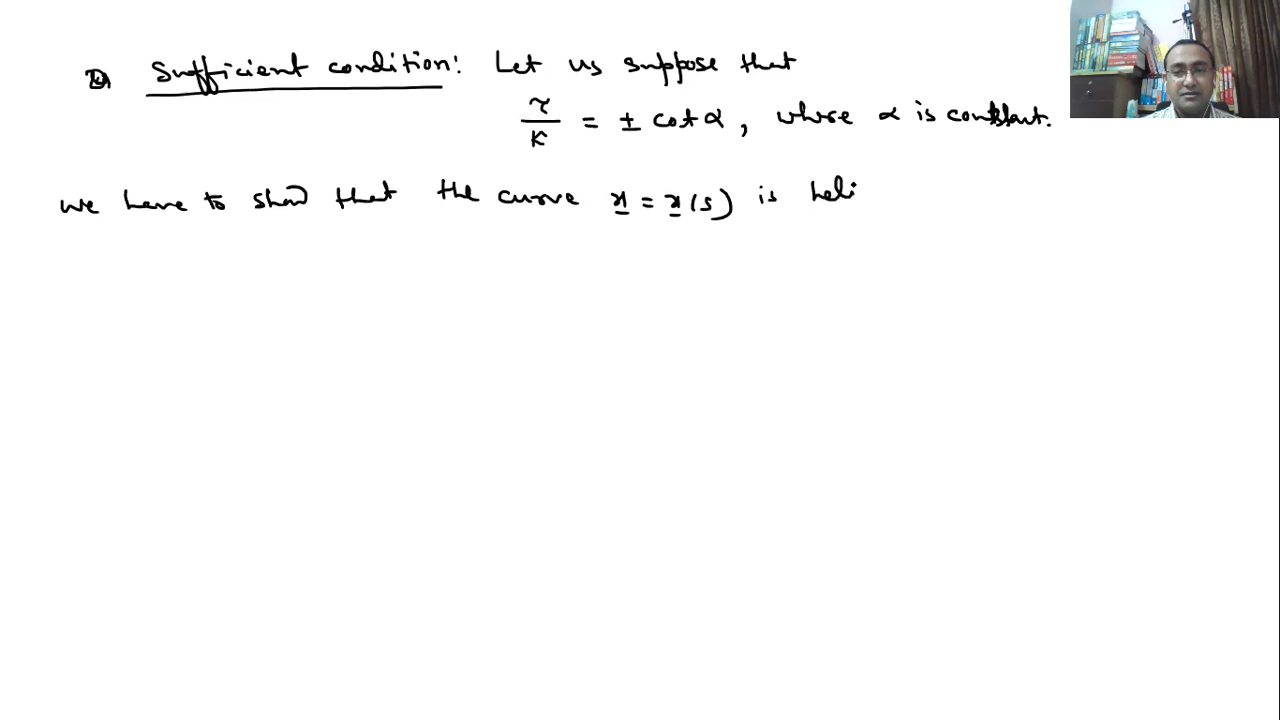 Sufficient condition: Let us suppose that
τ/κ = ± cot α, where α is constant.
we have to show that the curve r = r(s) is heli